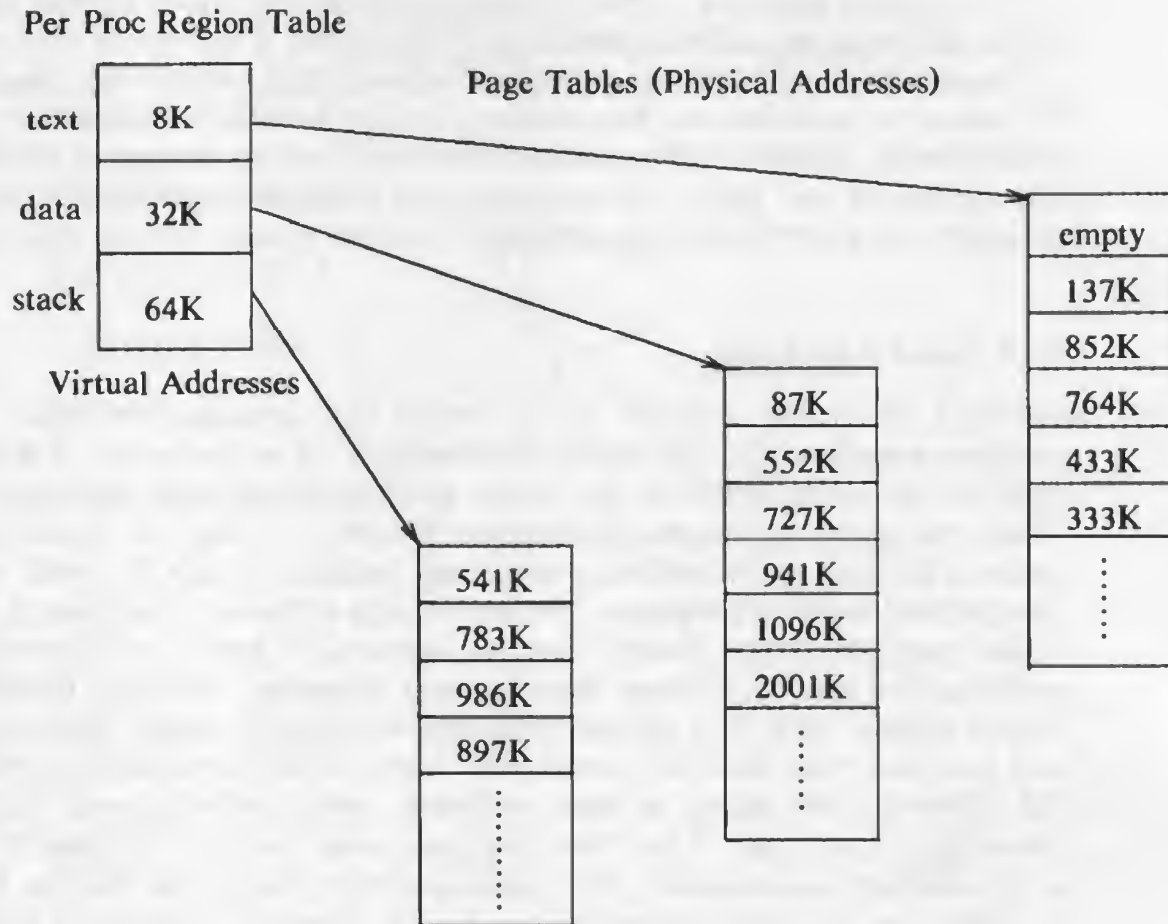 Per Proc Region Table
Page Tables (Physical Addresses)
text 8K
data 32K
stack 64K
Virtual Addresses
empty
137K
852K
764K
433K
333K
87K
552K
727K
941K
1096K
2001K
541K
783K
986K
897K